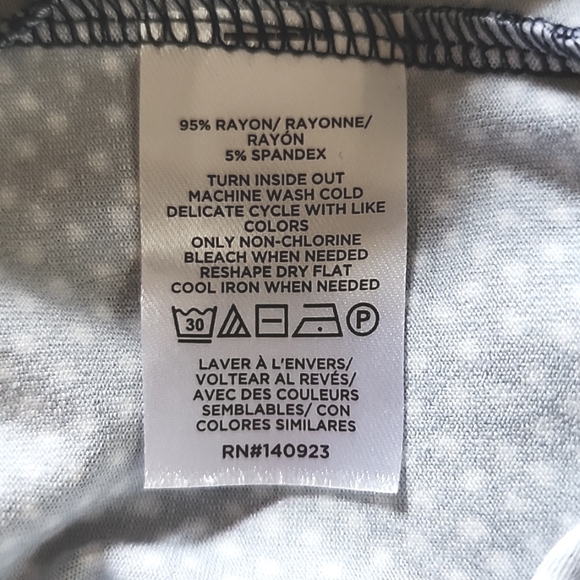 95% RAYON/ RAYONNE/
RAYÓN
5% SPANDEX
TURN INSIDE OUT
MACHINE WASH COLD
DELICATE CYCLE WITH LIKE
COLORS
ONLY NON-CHLORINE
BLEACH WHEN NEEDED
RESHAPE DRY FLAT
COOL IRON WHEN NEEDED
30 P
LAVER À L'ENVERS/
VOLTEAR AL REVÉS/
AVEC DES COULEURS
SEMBLABLES/ CON
COLORES SIMILARES
RN#140923